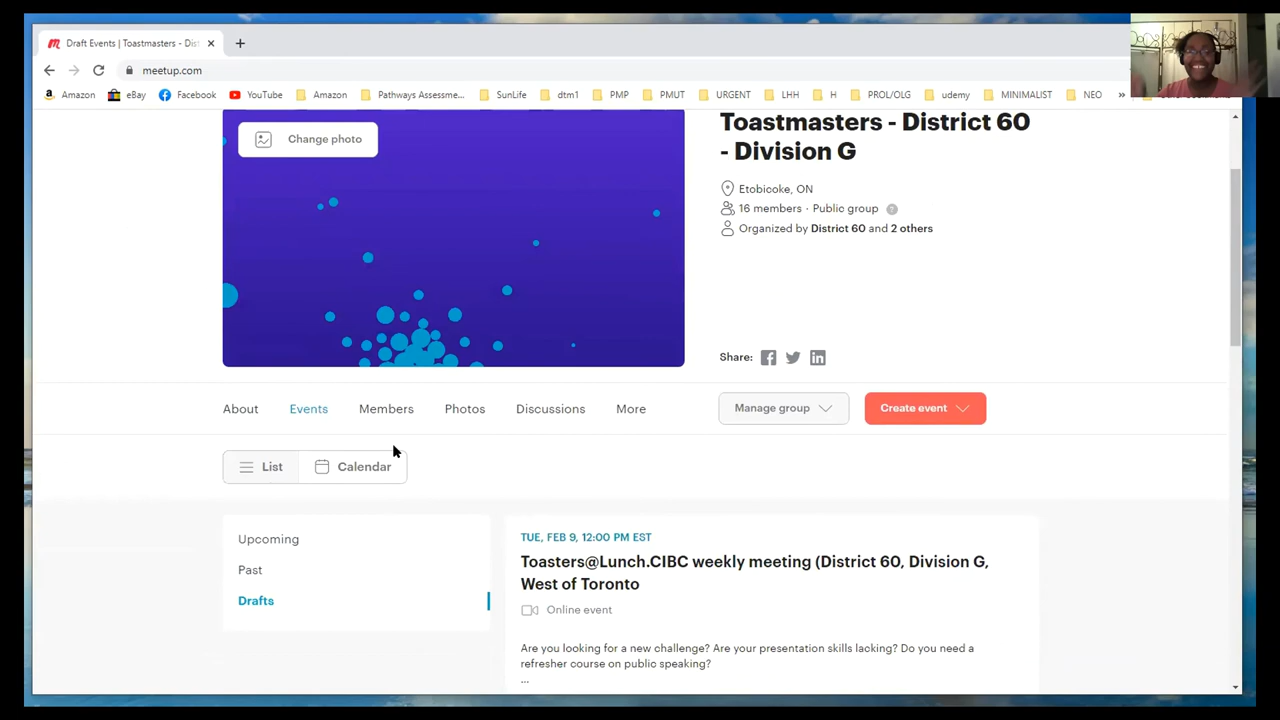 Draft Events | Toastmasters - Dis
meetup.com
Amazon
eBay
Facebook
YouTube
Amazon
Pathways Assessme...
SunLife
dtm1
PMP
PMUT
URGENT
LHH
H
PROL/OLG
udemy
MINIMALIST
NEO
»
Change photo
Toastmasters - District 60
- Division G
Etobicoke, ON
16 members · Public group ?
Organized by District 60 and 2 others
Share:
About
Events
Members
Photos
Discussions
More
Manage group
Create event
List
Calendar
Upcoming
Past
Drafts
TUE, FEB 9, 12:00 PM EST
Toasters@Lunch.CIBC weekly meeting (District 60, Division G,
West of Toronto
Online event
Are you looking for a new challenge? Are your presentation skills lacking? Do you need a
refresher course on public speaking?
...